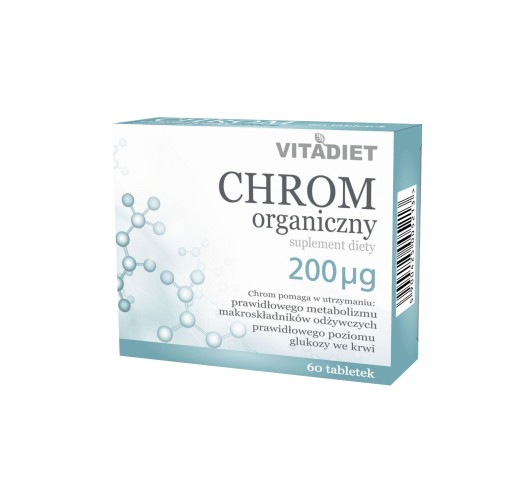 VITADIET
CHROM
organiczny
suplement diety
200µg
Chrom pomaga w utrzymaniu:
prawidłowego metabolizmu
makroskładników odżywczych
prawidłowego poziomu
glukozy we krwi
60 tabletek